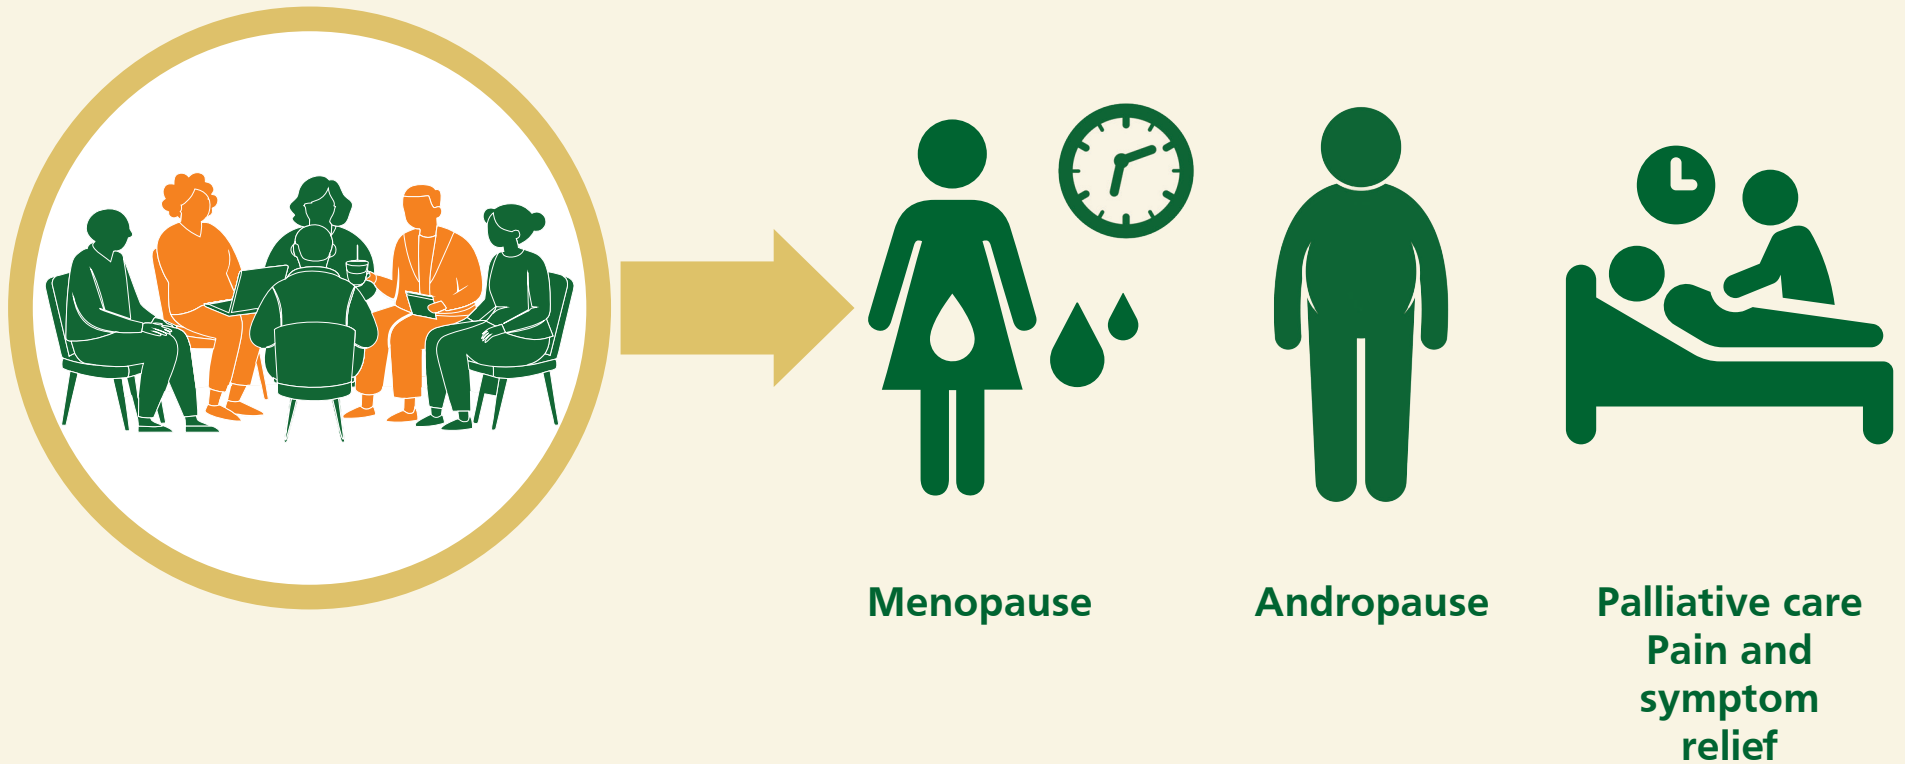 Menopause
Andropause
Palliative care
Pain and
symptom
relief